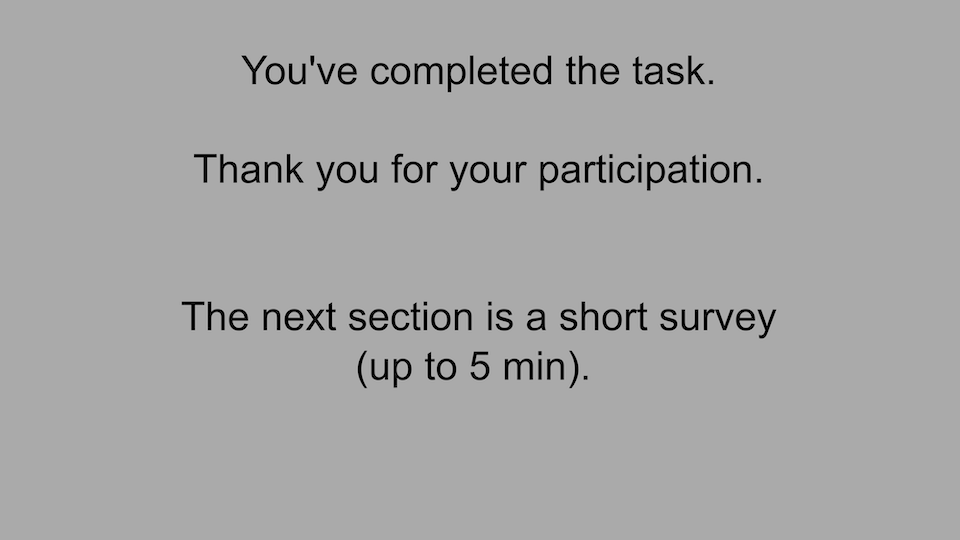 You've completed the task.
Thank you for your participation.
The next section is a short survey
(up to 5 min).